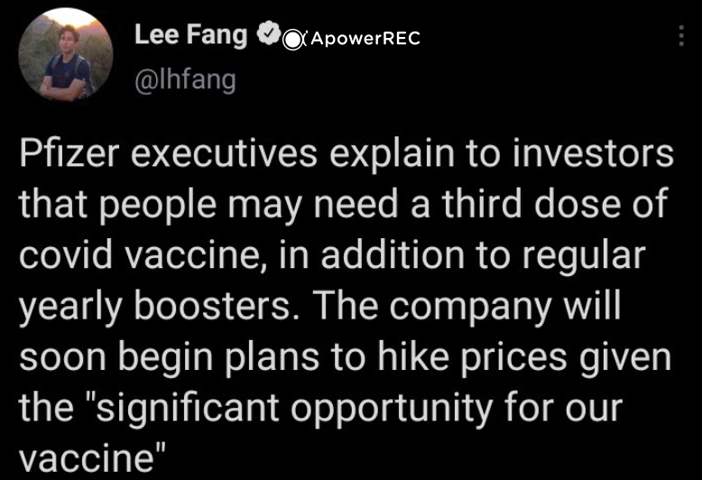 Lee Fang
ApowerREC
@lhfang
Pfizer executives explain to investors
that people may need a third dose of
covid vaccine, in addition to regular
yearly boosters. The company will
soon begin plans to hike prices given
the "significant opportunity for our
vaccine"